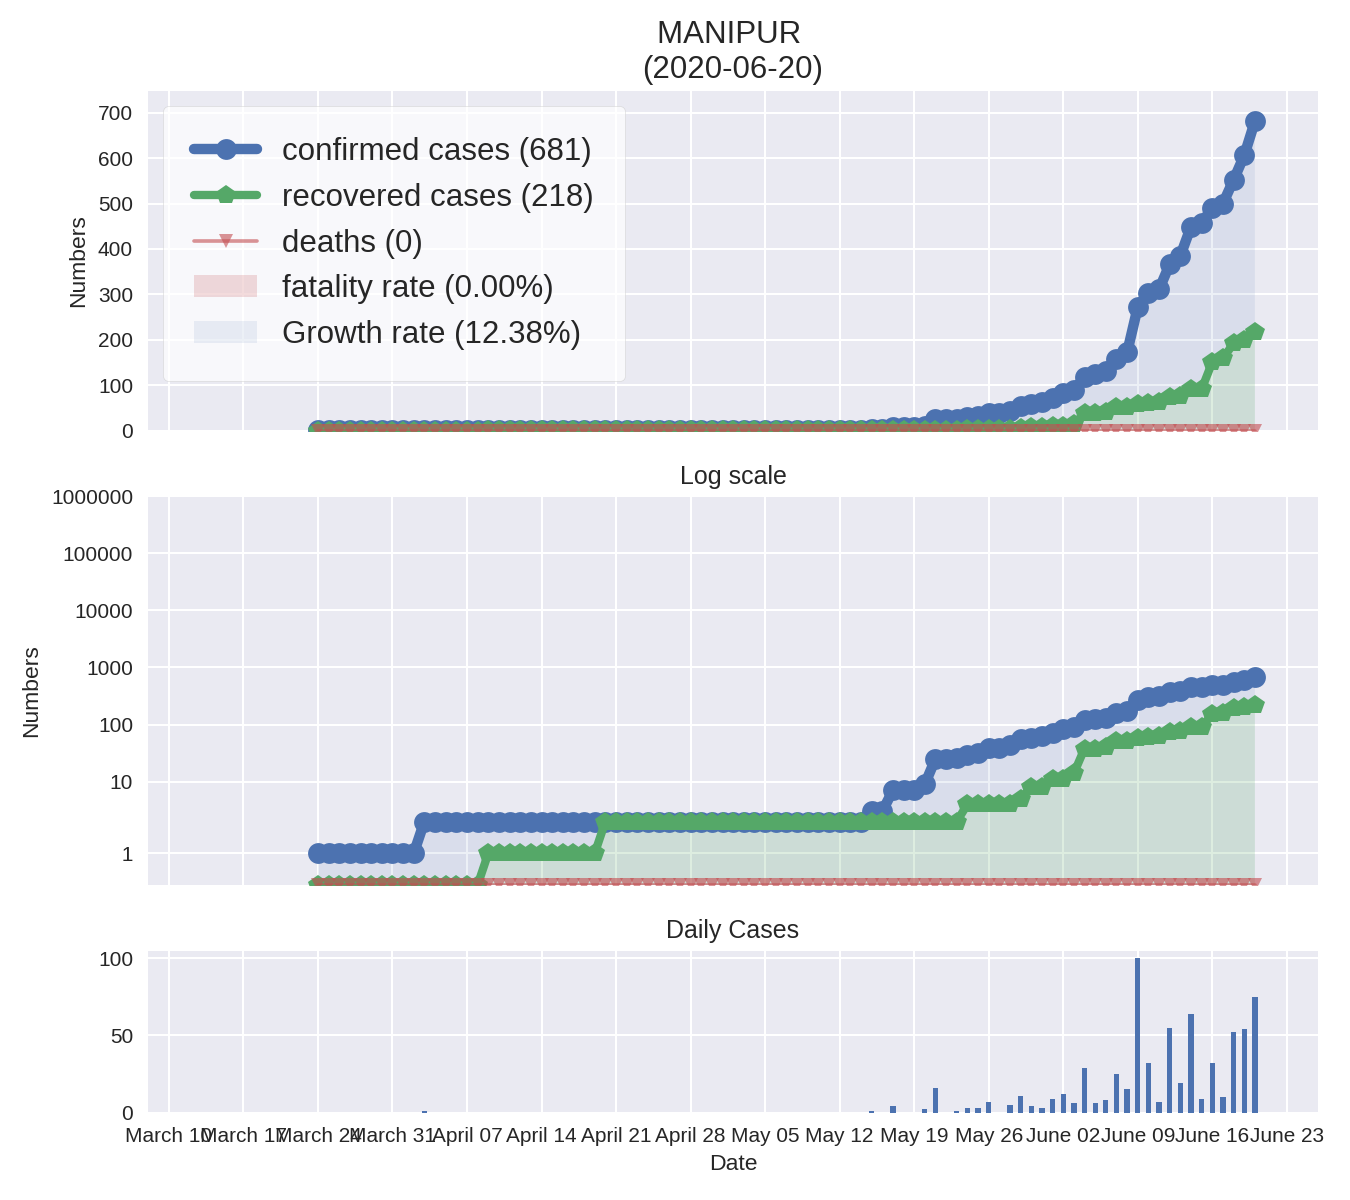 MANIPUR
(2020-06-20)
700
600
500
400
300
200
100
0
Numbers
confirmed cases (681)
recovered cases (218)
deaths (0)
fatality rate (0.00%)
Growth rate (12.38%)
Log scale
1000000
100000
10000
1000
100
10
1
Numbers
Daily Cases
100
50
0
March 10 March 17 March 24 March 31 April 07 April 14 April 21 April 28 May 05 May 12 May 19 May 26 June 02 June 09 June 16 June 23
Date